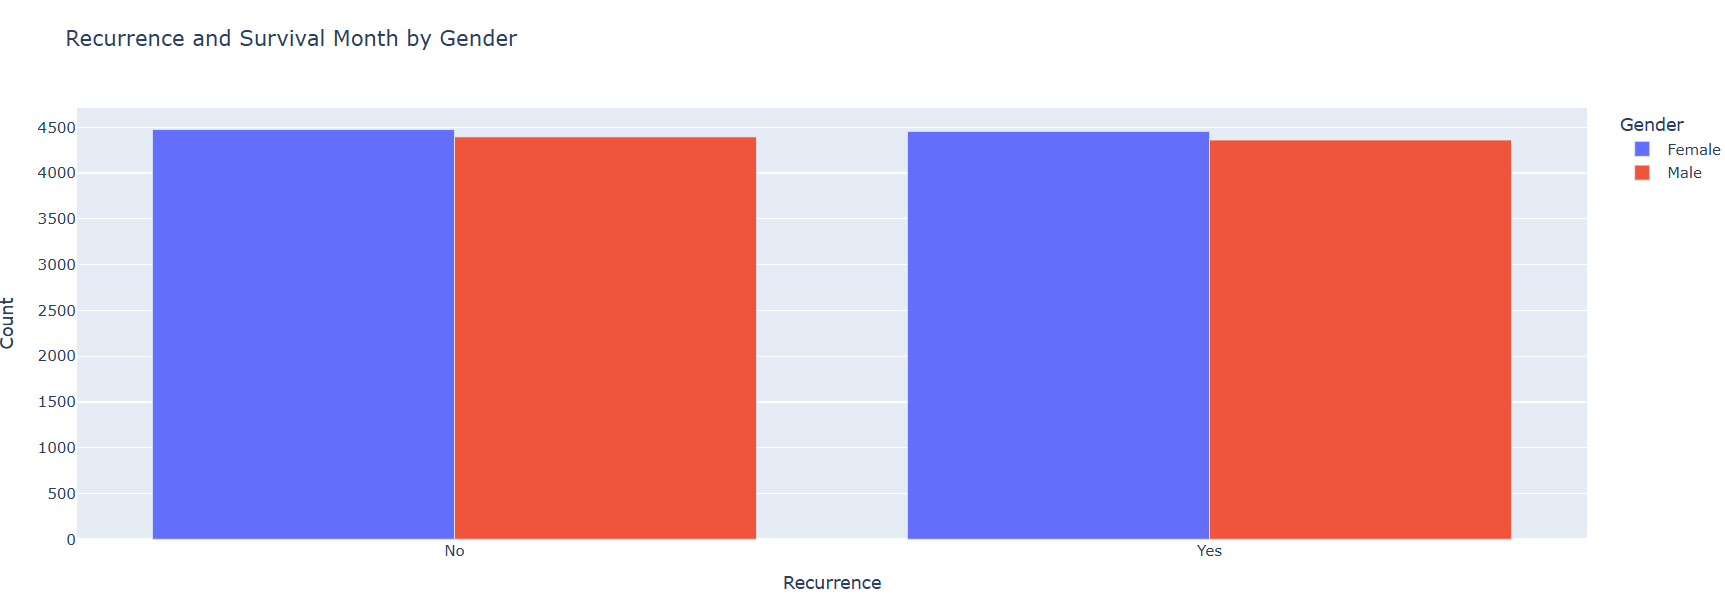 Recurrence and Survival Month by Gender
4500
4000
3500
3000
2500
2000
1500
1000
500
0
Count
No
Yes
Recurrence
Gender
Female
Male